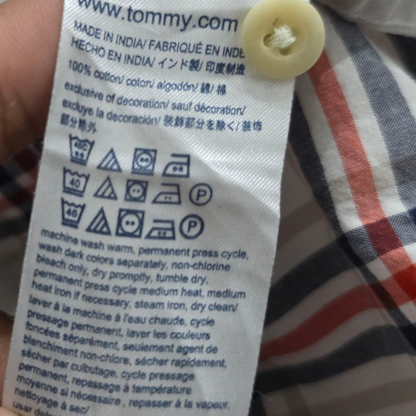 www.tommy.com
MADE IN INDIA/ FABRIQUÉ EN INDE
HECHO EN INDIA/ インド製/ 印度制造
100% cotton/ coton/ algodón/ 綿/ 棉
exclusive of decoration/ sauf décoration/
excluye la decoración/ 装飾部分を除く/ 装饰
部分除外
40C
40 P
40 P
machine wash warm, permanent press cycle,
wash dark colors separately, non-chlorine
bleach only, dry promptly, tumble dry,
permanent press cycle medium heat, medium
heat iron if necessary, steam iron, dry clean/
laver à la machine à l'eau chaude, cycle
pressage permanent, laver les couleurs
foncées séparément, seulement agent de
blanchiment non-chlore, sécher rapidement,
sécher par culbutage, cycle pressage
permanent, repassage à température
moyenne si nécessaire, repasser à la vapeur,
nettoyage à sec/